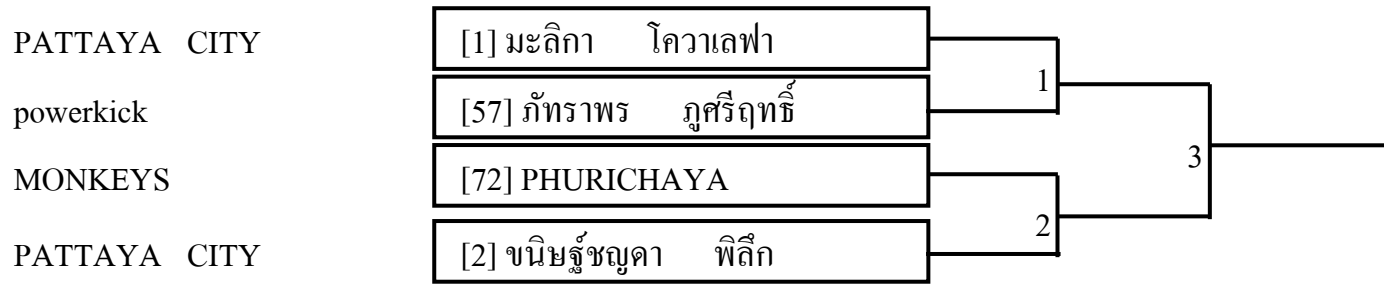 PATTAYA CITY [1] มะลิกา โควาเลฟา
1
powerkick [57] ภัทราพร ภูศรีฤทธิ์
3
MONKEYS [72] PHURICHAYA
2
PATTAYA CITY [2] ขนิษฐ์ชญดา พิลึก